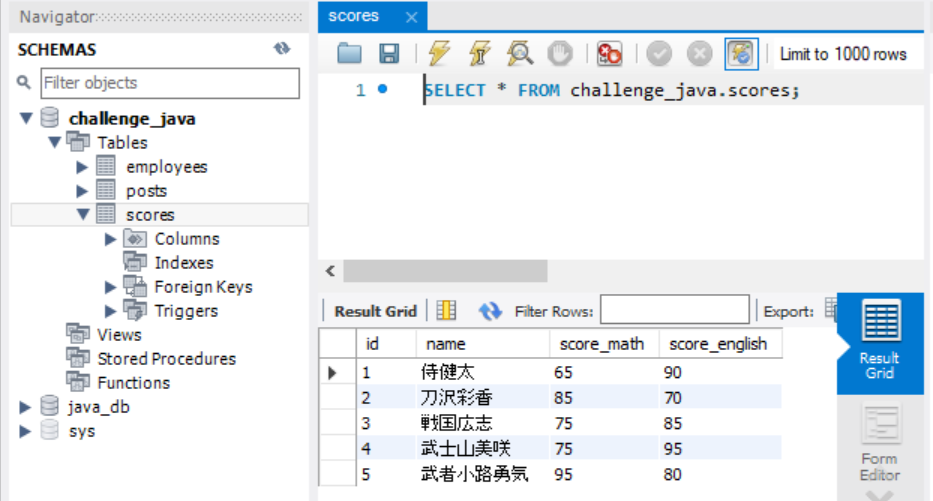 Navigator
SCHEMAS
Filter objects
challenge_java
Tables
employees
posts
scores
Columns
Indexes
Foreign Keys
Triggers
Views
Stored Procedures
Functions
java_db
sys
scores
Limit to 1000 rows
1 SELECT * FROM challenge_java.scores;
Result Grid Filter Rows: Export:
id name score_math score_english
1 侍健太 65 90
2 刀沢彩香 85 70
3 戦国広志 75 85
4 武士山美咲 75 95
5 武者小路勇気 95 80
Result
Grid
Form
Editor